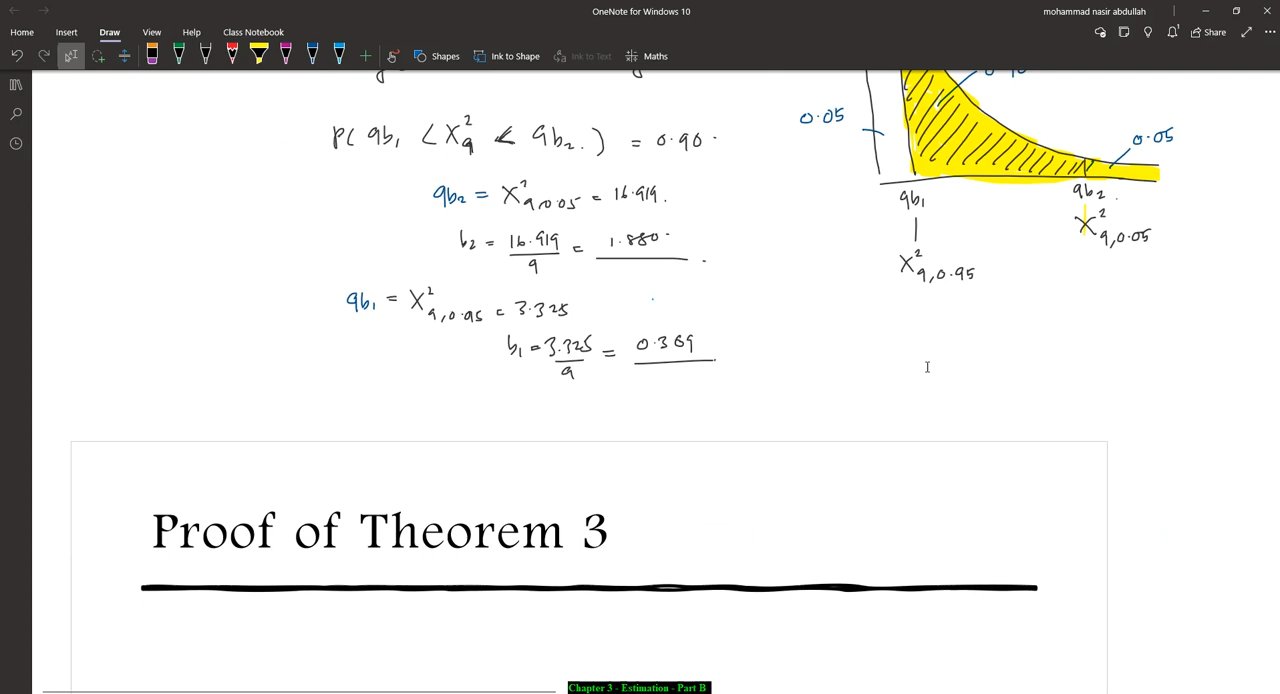 OneNote for Windows 10
mohammad nasir abdullah
Home Insert Draw View Help Class Notebook
Shapes Ink to Shape Ink to Text Maths Share
P( 9b₁ < X²₉ < 9b₂. ) = 0.90.
9b₂ = X²₉,₀.₀₅ = 16.919.
b₂ = 16.919/9 = 1.880.
9b₁ = X²₉,₀.₉₅ = 3.325
b₁ = 3.325/9 = 0.369
0.05
0.05
9b₁
9b₂.
X²₉,₀.₀₅
X²₉,₀.₉₅
Proof of Theorem 3
Chapter 3 - Estimation - Part B